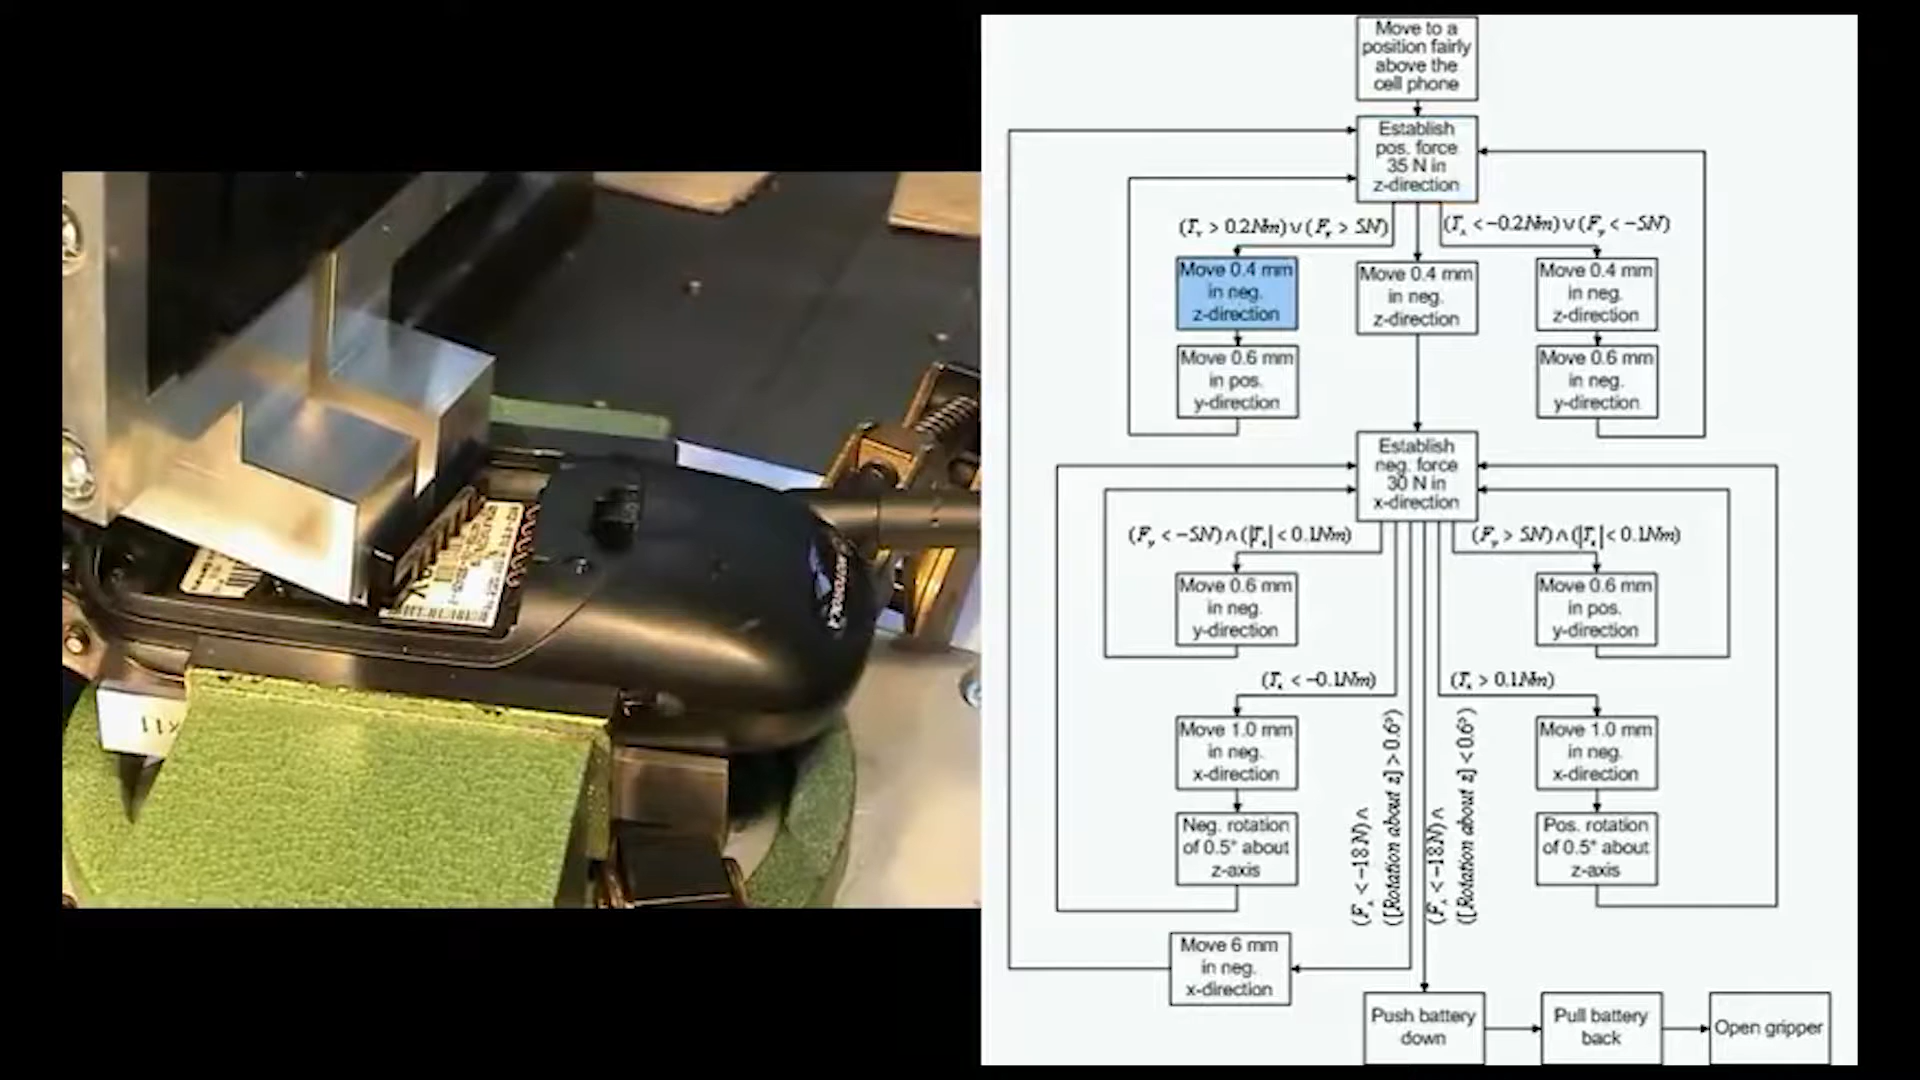 Move to a
position fairly
above the
cell phone
Establish
pos. force
35 N in
z-direction
> 0.2Nm) ∨ (F
> 5N)
< -0.2Nm) ∨ (Fy < -5N)
Move 0.4 mm
in neg.
z-direction
Move 0.4 mm
in neg.
z-direction
Move 0.4 mm
in neg.
z-direction
Move 0.6 mm
in pos.
y-direction
Move 0.6 mm
in neg.
y-direction
Establish
neg. force
30 N in
x-direction
(Fy < -5N) ∧ (|Tx| < 0.1Nm)
(Fy > 5N) ∧ (|Tx| < 0.1Nm)
Move 0.6 mm
in neg.
y-direction
Move 0.6 mm
in pos.
y-direction
(Tx < -0.1Nm)
(Tx > 0.1Nm)
Move 1.0 mm
in neg.
x-direction
Move 1.0 mm
in neg.
x-direction
Neg. rotation
of 0.5° about
z-axis
Pos. rotation
of 0.5° about
z-axis
(Fx < -18N) ∧
([Rotation about z] > 0.6°)
(Fx < -18N) ∧
([Rotation about z] < 0.6°)
Move 6 mm
in neg.
x-direction
Push battery
down
Pull battery
back
Open gripper